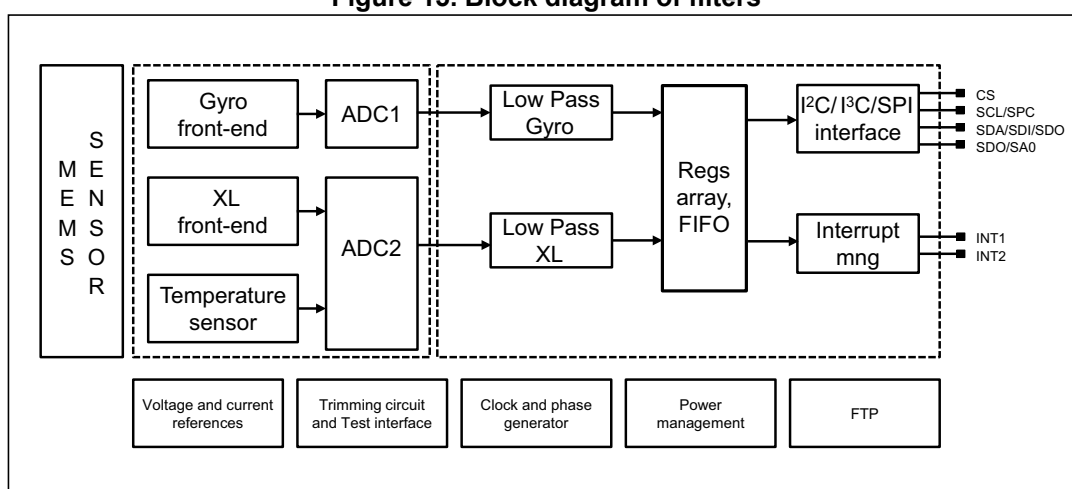 Figure
Block diagram of filters
MEMS
SENSOR
Gyro
front-end
ADC1
Low Pass
Gyro
I²C/ I³C/SPI
interface
CS
SCL/SPC
SDA/SDI/SDO
SDO/SA0
XL
front-end
ADC2
Low Pass
XL
Regs
array,
FIFO
Interrupt
mng
INT1
INT2
Temperature
sensor
Voltage and current
references
Trimming circuit
and Test interface
Clock and phase
generator
Power
management
FTP